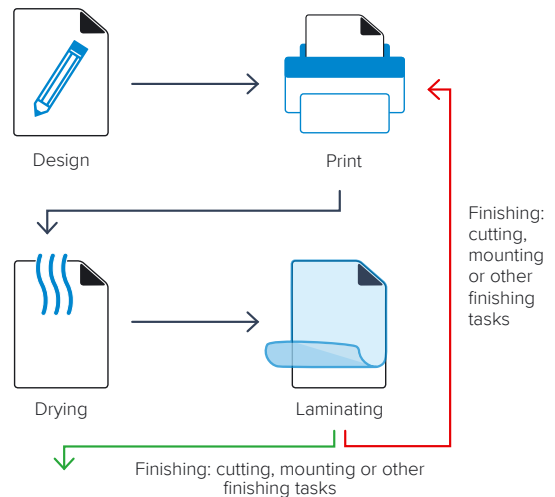 Design
Print
Finishing:
cutting,
mounting
or other
finishing
tasks
Drying
Laminating
Finishing: cutting, mounting or other
finishing tasks